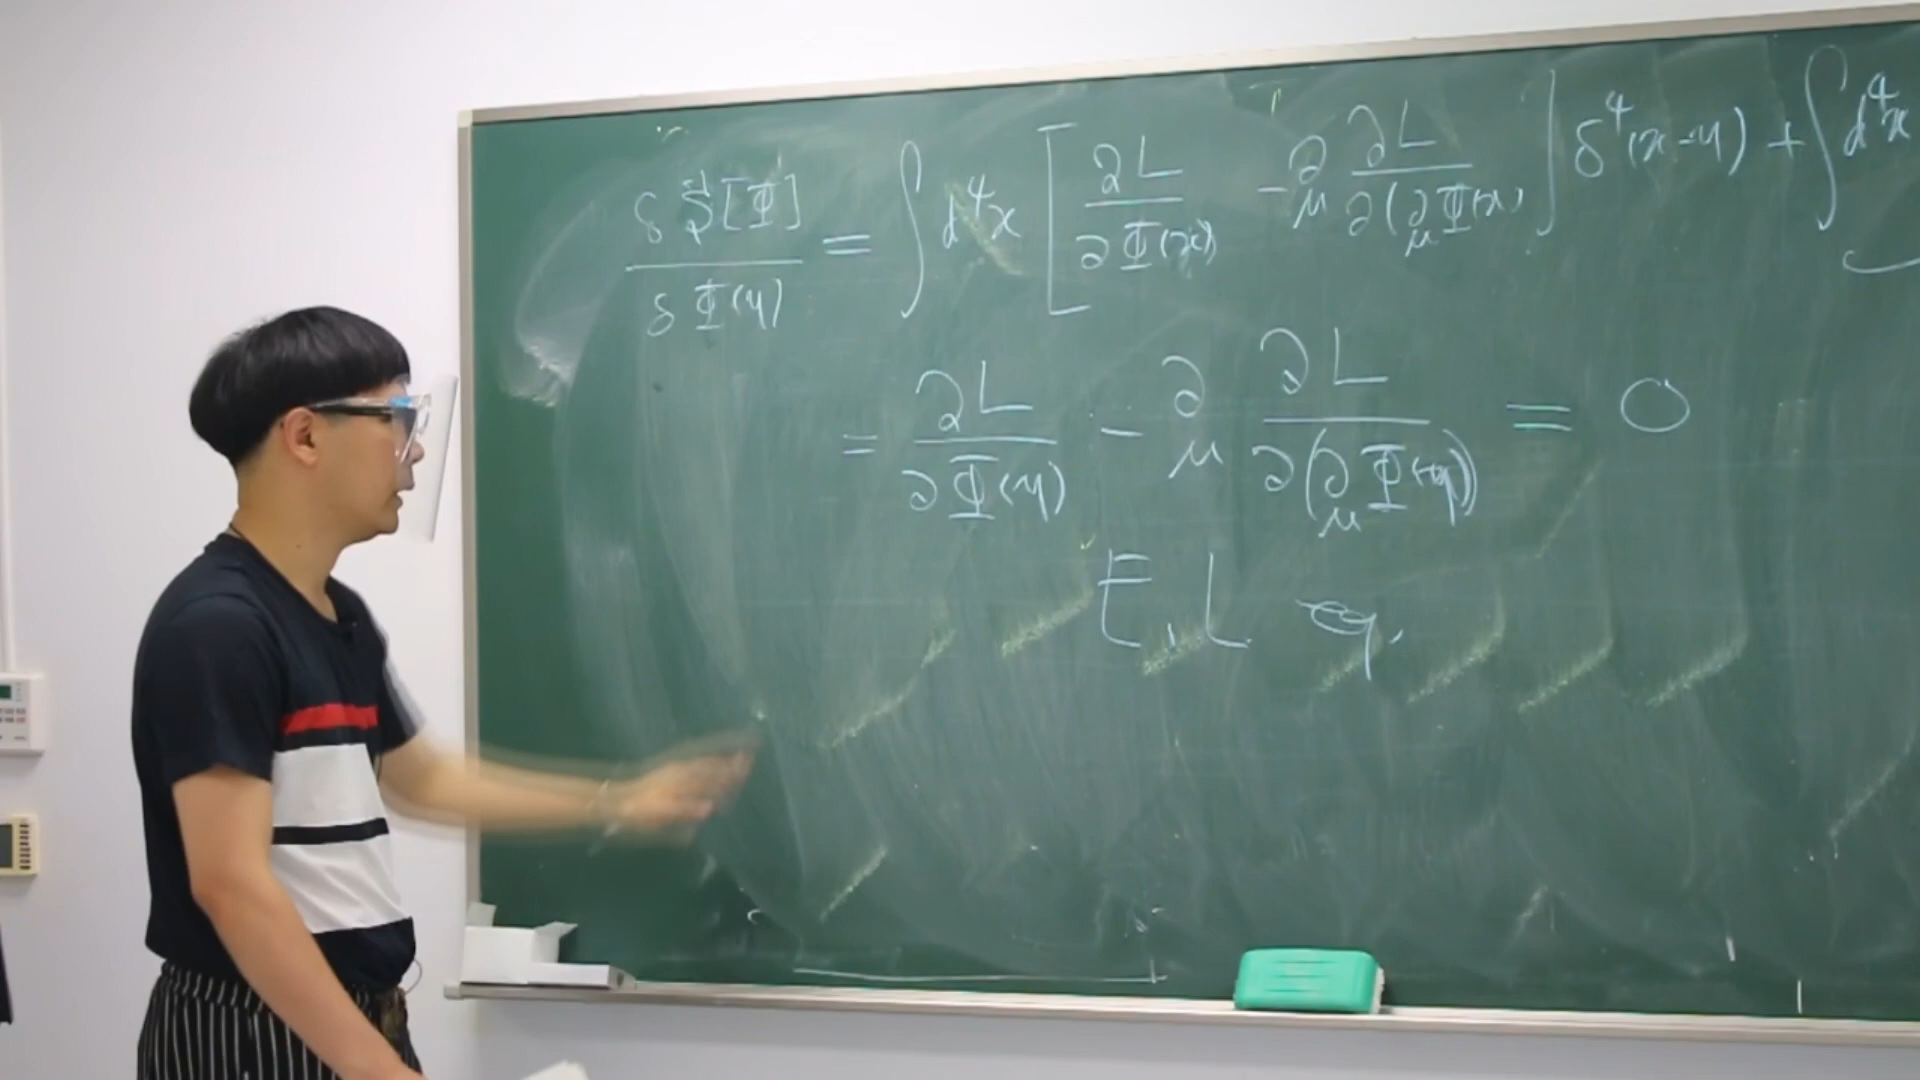 δS[Φ]/δΦ(y) = ∫d⁴x [∂L/∂Φ(x) - ∂_μ ∂L/∂(∂_μΦ(x)] δ⁴(x-y) + ∫d⁴x
= ∂L/∂Φ(y) - ∂_μ ∂L/∂(∂_μΦ(y)) = 0
E.L eq.